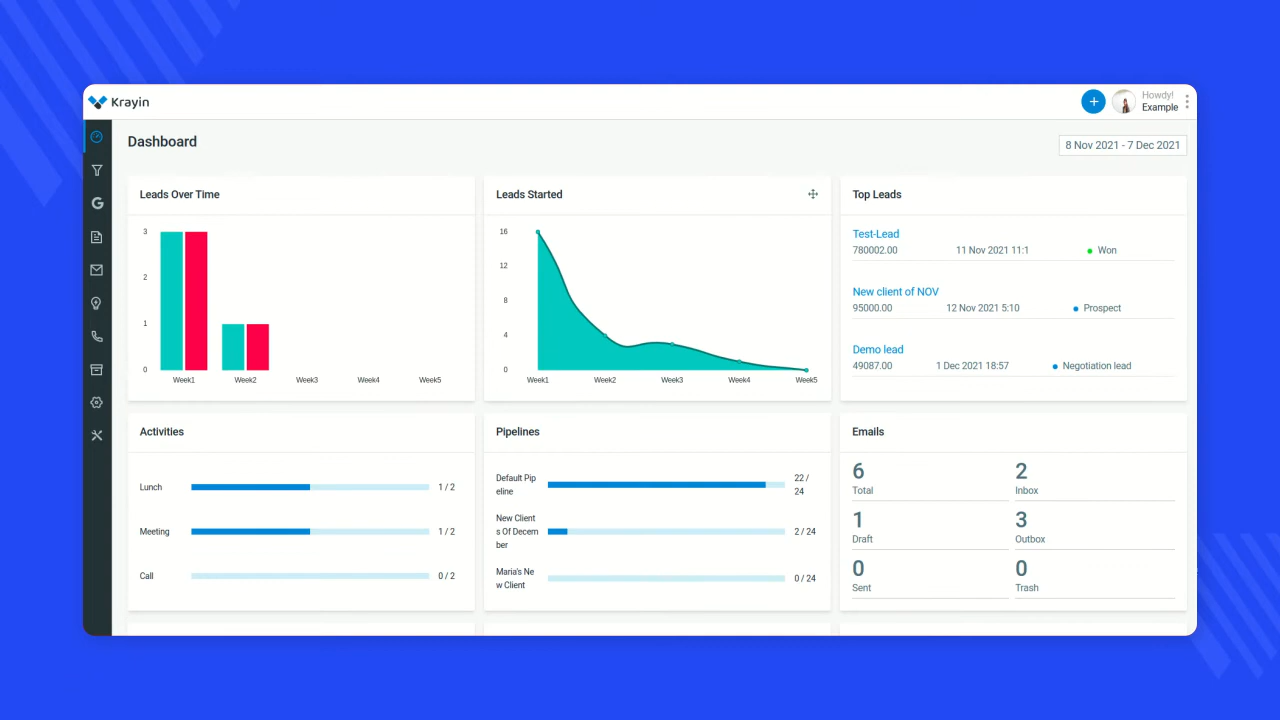 Krayin
Howdy!
Example
Dashboard
8 Nov 2021 - 7 Dec 2021
Leads Over Time
3
2
1
0
Week1 Week2 Week3 Week4 Week5
Leads Started
16
12
8
4
0
Week1 Week2 Week3 Week4 Week5
Top Leads
Test-Lead
780002.00 11 Nov 2021 11:1 Won
New client of NOV
95000.00 12 Nov 2021 5:10 Prospect
Demo lead
49087.00 1 Dec 2021 18:57 Negotiation lead
Activities
Lunch 1 / 2
Meeting 1 / 2
Call 0 / 2
Pipelines
Default Pip
eline
22 /
24
New Client
s Of Decem
ber
2 / 24
Maria's Ne
w Client
0 / 24
Emails
6
Total
2
Inbox
1
Draft
3
Outbox
0
Sent
0
Trash